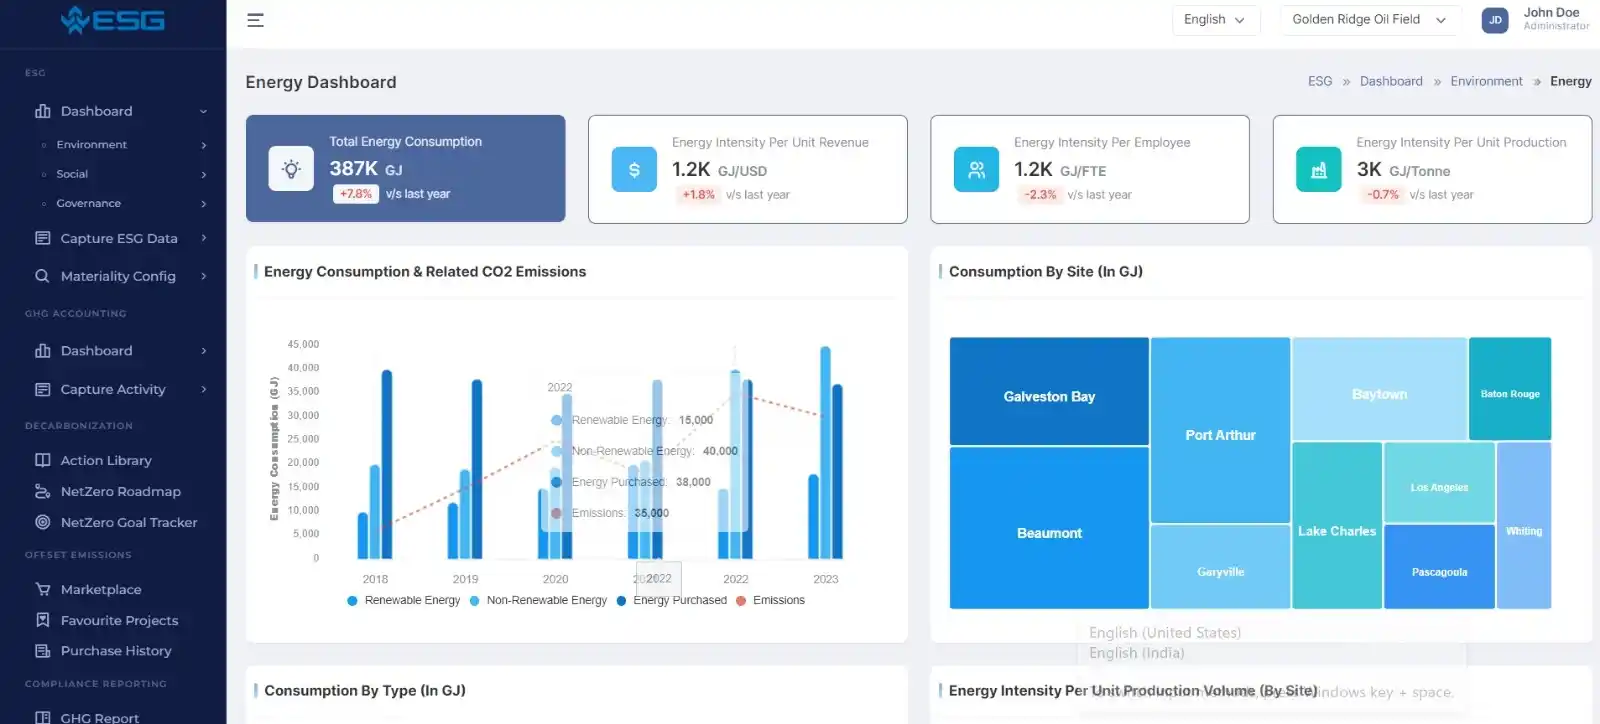 ESG
English
Golden Ridge Oil Field
JD
John Doe
Administrator
ESG
Dashboard
Environment
Social
Governance
Capture ESG Data
Materiality Config
GHG ACCOUNTING
Dashboard
Capture Activity
DECARBONIZATION
Action Library
NetZero Roadmap
NetZero Goal Tracker
OFFSET EMISSIONS
Marketplace
Favourite Projects
Purchase History
COMPLIANCE REPORTING
GHG Report
Energy Dashboard
ESG » Dashboard » Environment » Energy
Total Energy Consumption
387K GJ
+7.8% v/s last year
Energy Intensity Per Unit Revenue
$
1.2K GJ/USD
+1.8% v/s last year
Energy Intensity Per Employee
1.2K GJ/FTE
-2.3% v/s last year
Energy Intensity Per Unit Production
3K GJ/Tonne
-0.7% v/s last year
Energy Consumption & Related CO2 Emissions
Energy Consumption (GJ)
45,000
40,000
35,000
30,000
25,000
20,000
15,000
10,000
5,000
0
2022
Renewable Energy: 15,000
Non-Renewable Energy: 40,000
Energy Purchased: 38,000
Emissions: 35,000
2018 2019 2020 2022 2022 2023
Renewable Energy Non-Renewable Energy Energy Purchased Emissions
Consumption By Site (In GJ)
Galveston Bay
Beaumont
Port Arthur
Garyville
Baytown
Baton Rouge
Lake Charles
Los Angeles
Pascagoula
Whiting
English (United States)
English (India)
Windows key + space.
Consumption By Type (In GJ)
Energy Intensity Per Unit Production Volume (By Site)